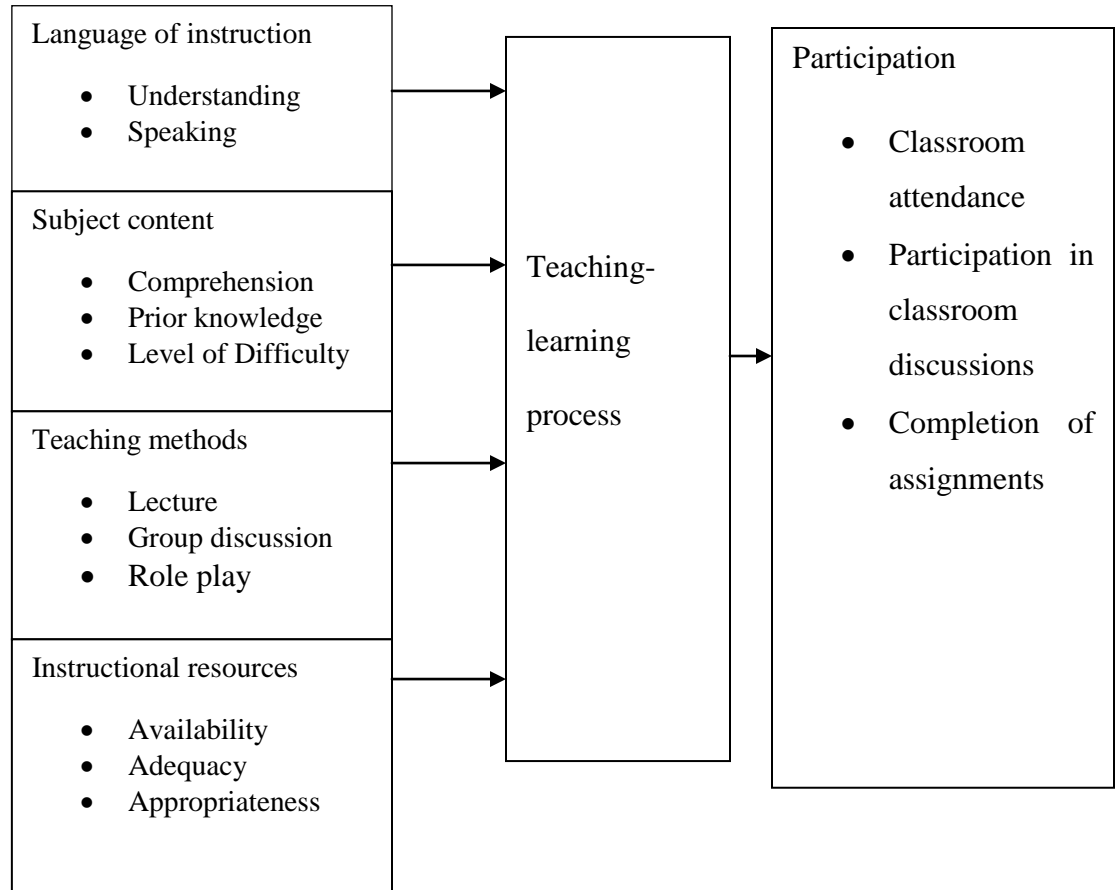 Language of instruction
• Understanding
• Speaking
Subject content
• Comprehension
• Prior knowledge
• Level of Difficulty
Teaching methods
• Lecture
• Group discussion
• Role play
Instructional resources
• Availability
• Adequacy
• Appropriateness
Teaching-
learning
process
Participation
• Classroom
attendance
• Participation in
classroom
discussions
• Completion of
assignments